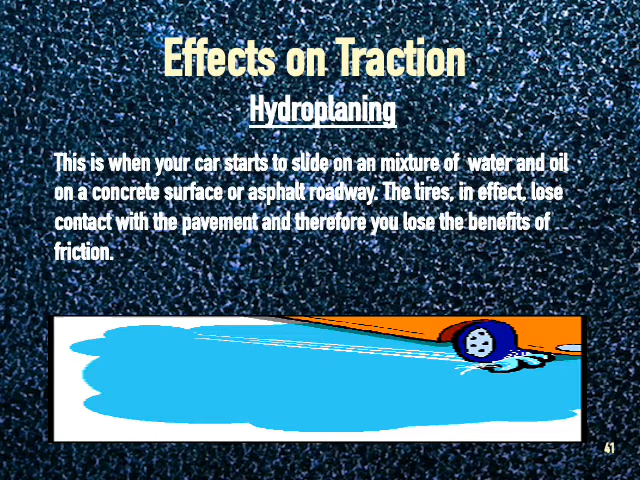 Effects on Traction
Hydroplaning
This is when your car starts to slide on an mixture of water and oil
on a concrete surface or asphalt roadway. The tires, in effect, lose
contact with the pavement and therefore you lose the benefits of
friction.
41